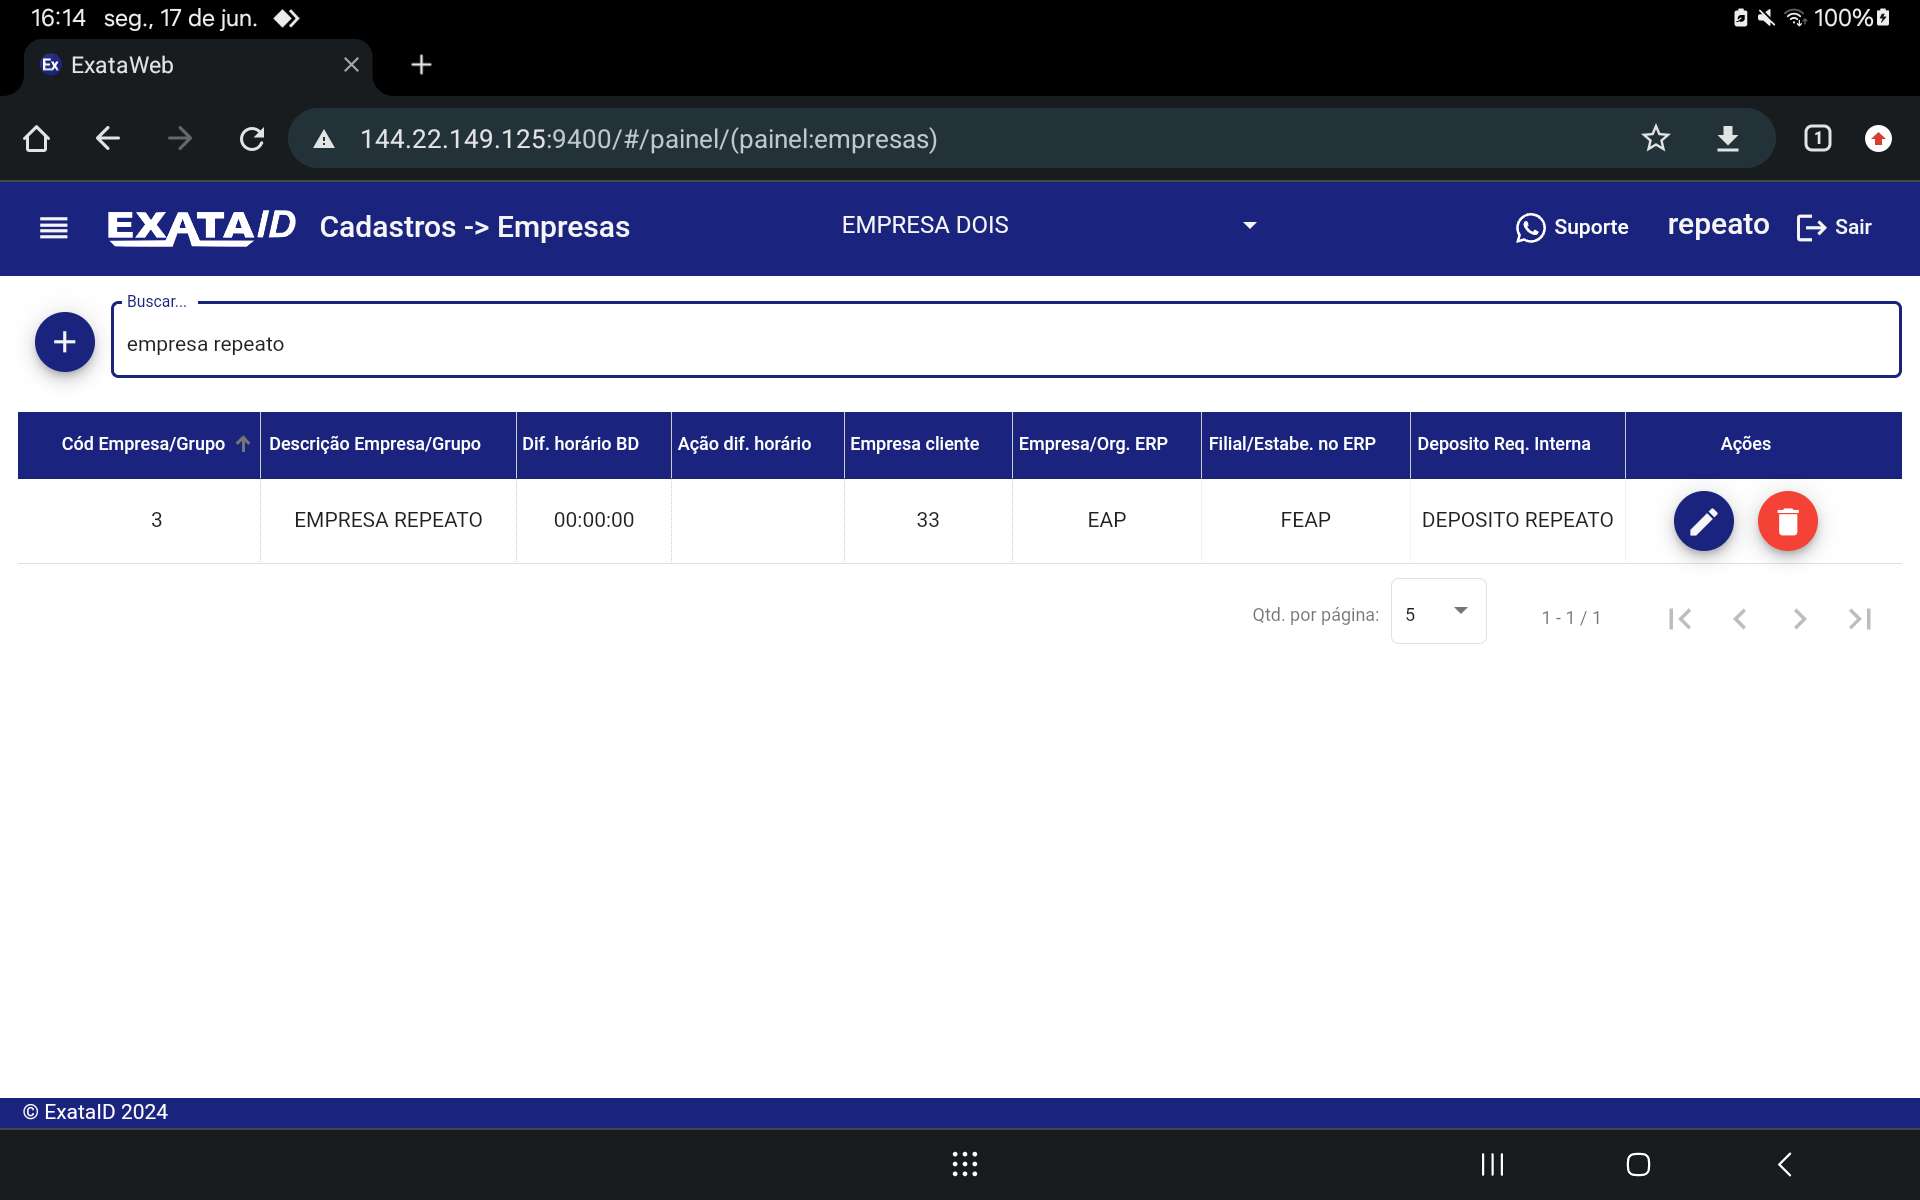 16:14 seg., 17 de jun. 100%
Ex ExataWeb
144.22.149.125:9400/#/painel/(painel:empresas) 1
EXATAID Cadastros -> Empresas EMPRESA DOIS Suporte repeato Sair
Buscar...
empresa repeato
Cód Empresa/Grupo Descrição Empresa/Grupo Dif. horário BD Ação dif. horário Empresa cliente Empresa/Org. ERP Filial/Estabe. no ERP Deposito Req. Interna Ações
3 EMPRESA REPEATO 00:00:00 33 EAP FEAP DEPOSITO REPEATO
Qtd. por página: 5 1 - 1 / 1
© ExataID 2024